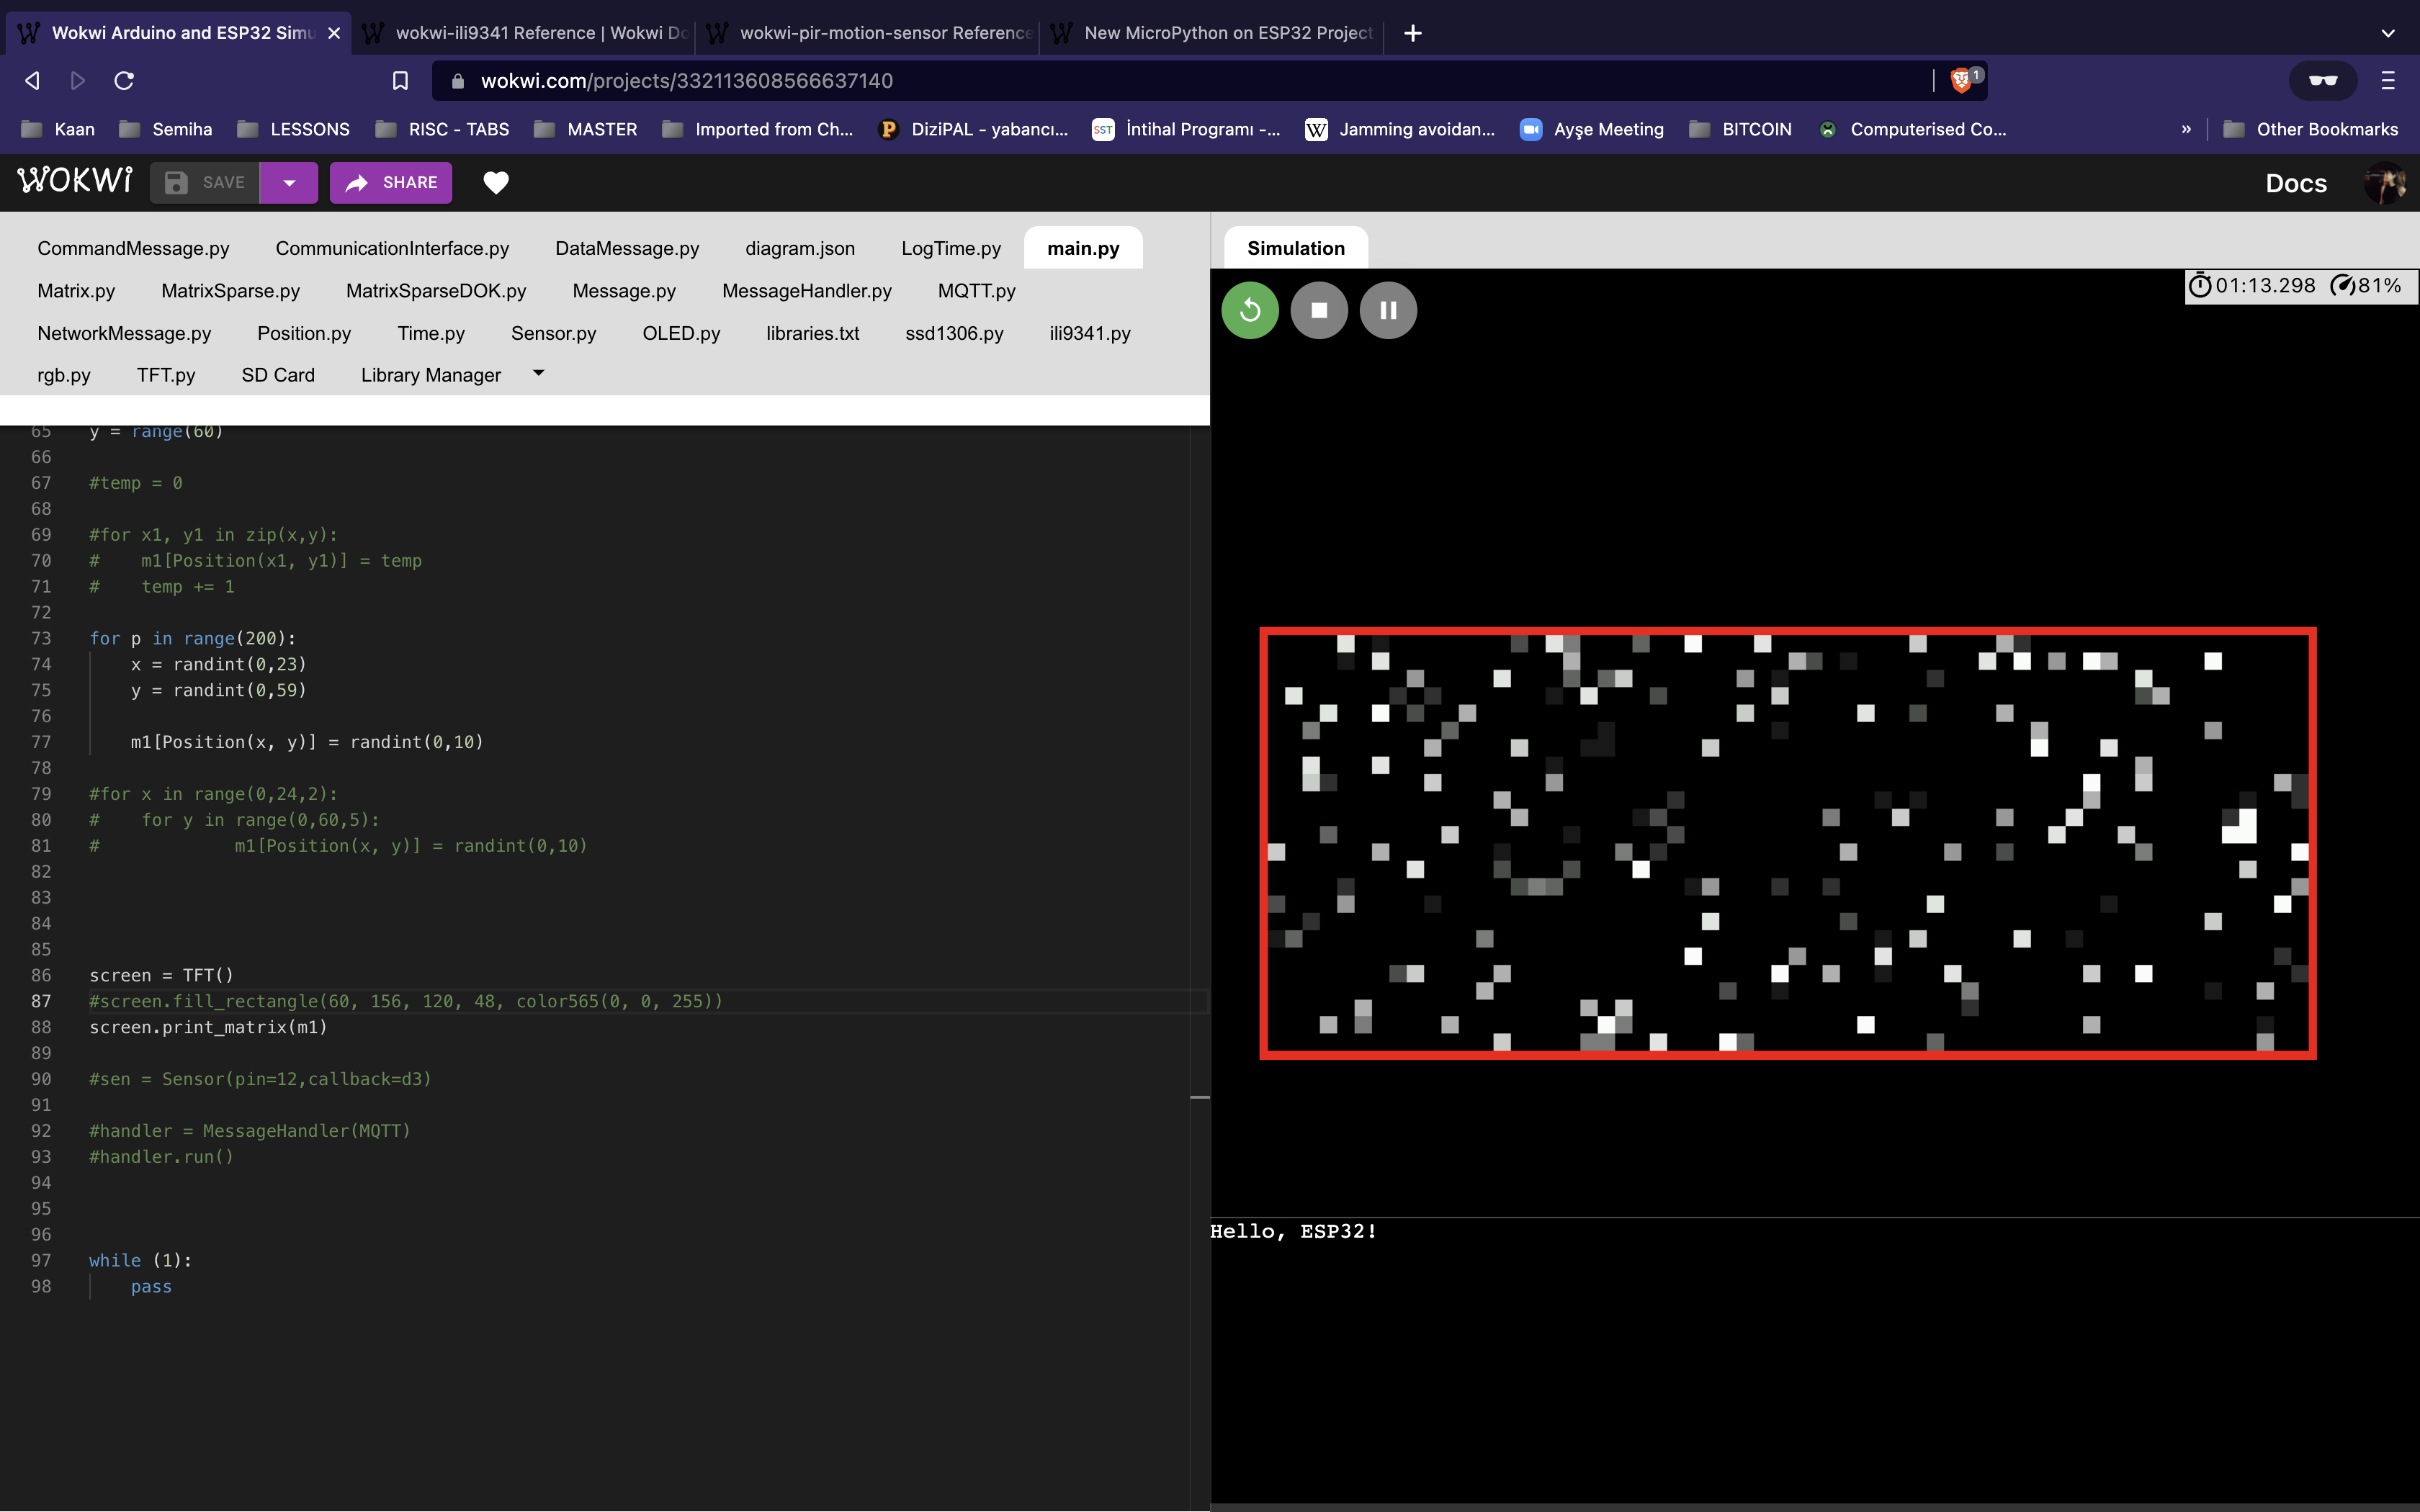 Wokwi Arduino and ESP32 Simu
wokwi-ili9341 Reference | Wokwi Do
wokwi-pir-motion-sensor Reference
New MicroPython on ESP32 Project
wokwi.com/projects/332113608566637140
1
Kaan
Semiha
LESSONS
RISC - TABS
MASTER
Imported from Ch...
DiziPAL - yabancı...
SST
İntihal Programı -...
W
Jamming avoidan...
Ayşe Meeting
BITCOIN
Computerised Co...
»
Other Bookmarks
WOKWi
SAVE
SHARE
Docs
CommandMessage.py
CommunicationInterface.py
DataMessage.py
diagram.json
LogTime.py
main.py
Matrix.py
MatrixSparse.py
MatrixSparseDOK.py
Message.py
MessageHandler.py
MQTT.py
NetworkMessage.py
Position.py
Time.py
Sensor.py
OLED.py
libraries.txt
ssd1306.py
ili9341.py
rgb.py
TFT.py
SD Card
Library Manager
65 y = range(60)
66
67 #temp = 0
68
69 #for x1, y1 in zip(x,y):
70 #    m1[Position(x1, y1)] = temp
71 #    temp += 1
72
73 for p in range(200):
74     x = randint(0,23)
75     y = randint(0,59)
76
77     m1[Position(x, y)] = randint(0,10)
78
79 #for x in range(0,24,2):
80 #    for y in range(0,60,5):
81 #             m1[Position(x, y)] = randint(0,10)
82
83
84
85
86 screen = TFT()
87 #screen.fill_rectangle(60, 156, 120, 48, color565(0, 0, 255))
88 screen.print_matrix(m1)
89
90 #sen = Sensor(pin=12,callback=d3)
91
92 #handler = MessageHandler(MQTT)
93 #handler.run()
94
95
96
97 while (1):
98     pass
Simulation
01:13.298
81%
Hello, ESP32!